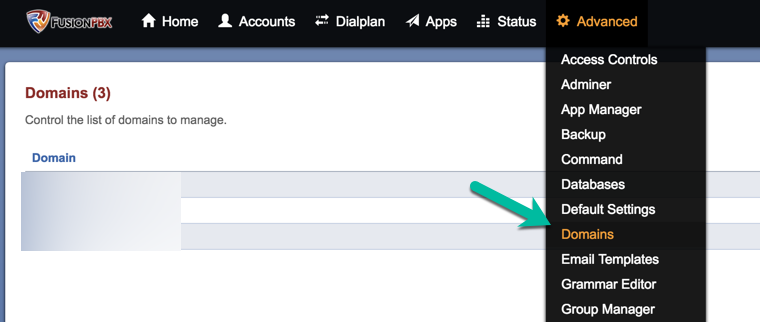 FUSIONPBX Home Accounts Dialplan Apps Status Advanced
Domains (3)
Control the list of domains to manage.
Domain
Access Controls
Adminer
App Manager
Backup
Command
Databases
Default Settings
Domains
Email Templates
Grammar Editor
Group Manager